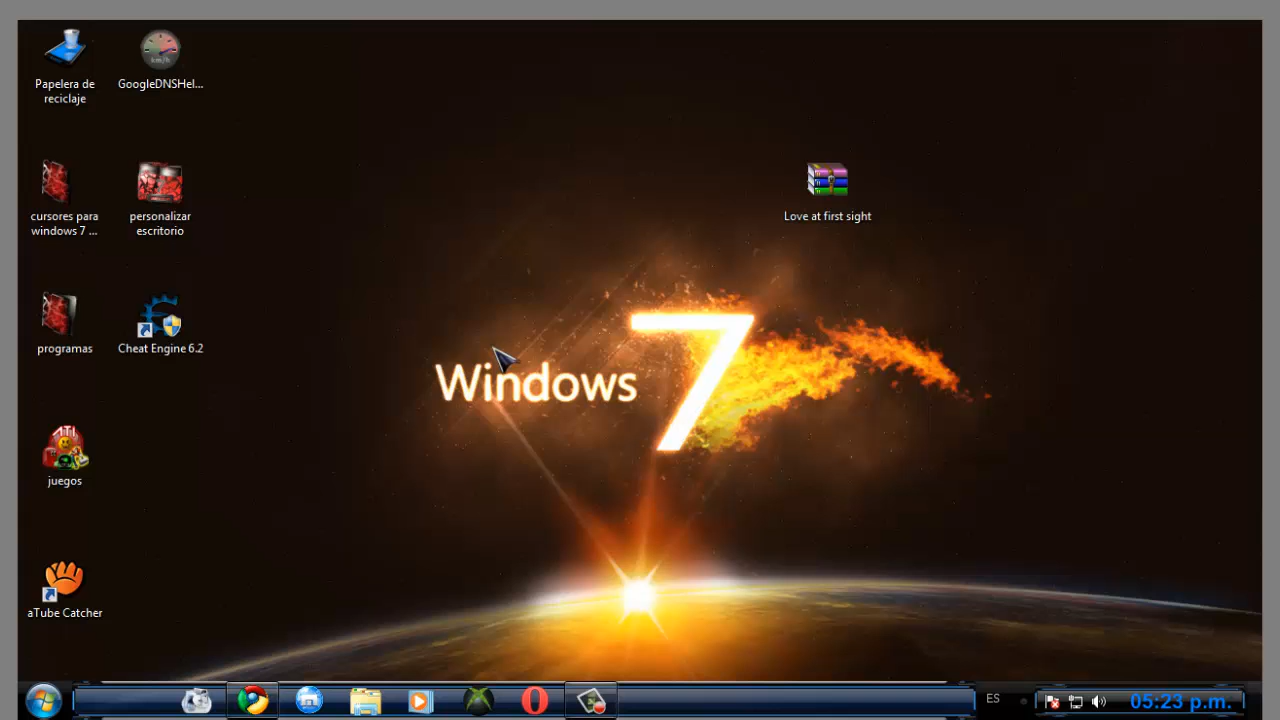 Papelera de
reciclaje
GoogleDNSHel...
cursores para
windows 7 ...
personalizar
escritorio
Love at first sight
programas
Cheat Engine 6.2
Windows 7
juegos
aTube Catcher
ES
05:23 p.m.